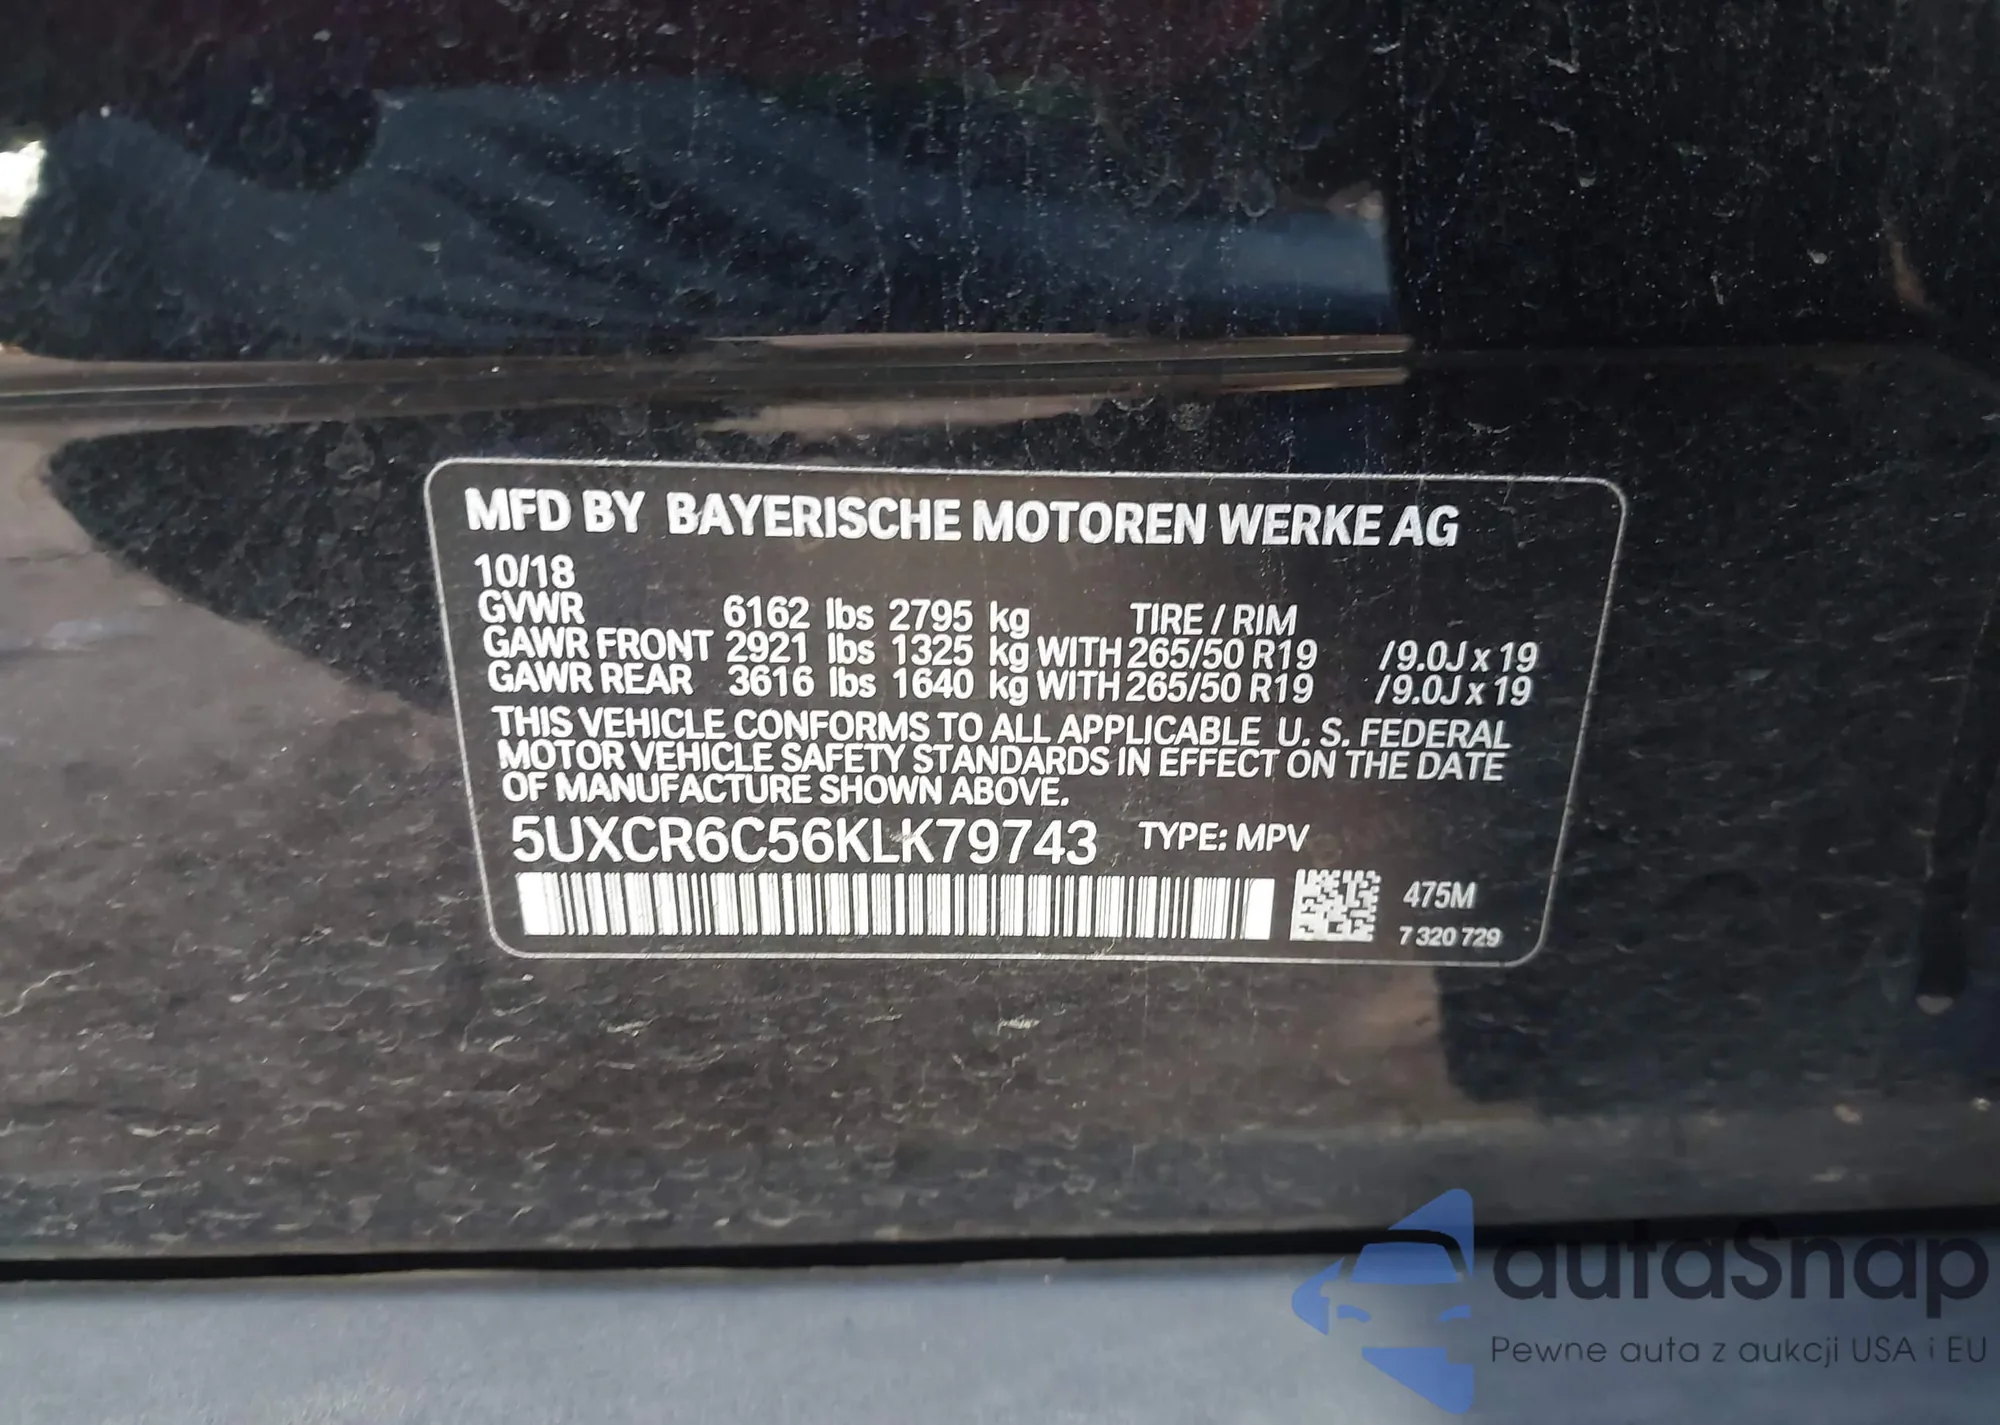 MFD BY BAYERISCHE MOTOREN WERKE AG
10/18
GVWR 6162 lbs 2795 kg TIRE / RIM
GAWR FRONT 2921 lbs 1325 kg WITH 265/50 R19 /9.0J x 19
GAWR REAR 3616 lbs 1640 kg WITH 265/50 R19 /9.0J x 19
THIS VEHICLE CONFORMS TO ALL APPLICABLE U. S. FEDERAL
MOTOR VEHICLE SAFETY STANDARDS IN EFFECT ON THE DATE
OF MANUFACTURE SHOWN ABOVE.
5UXCR6C56KLK79743 TYPE: MPV
475M
7 320 729
autaSnap
Pewne auta z aukcji USA i EU